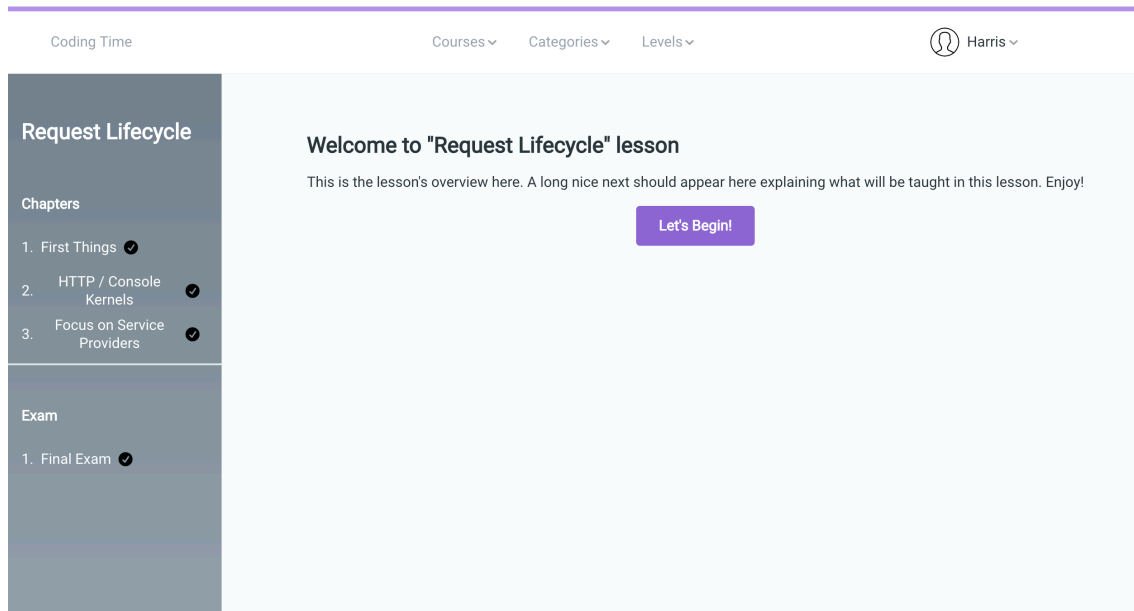 Coding Time
Courses
Categories
Levels
Harris
Request Lifecycle
Chapters
1. First Things
2. HTTP / Console
Kernels
3. Focus on Service
Providers
Exam
1. Final Exam
Welcome to "Request Lifecycle" lesson
This is the lesson's overview here. A long nice next should appear here explaining what will be taught in this lesson. Enjoy!
Let's Begin!